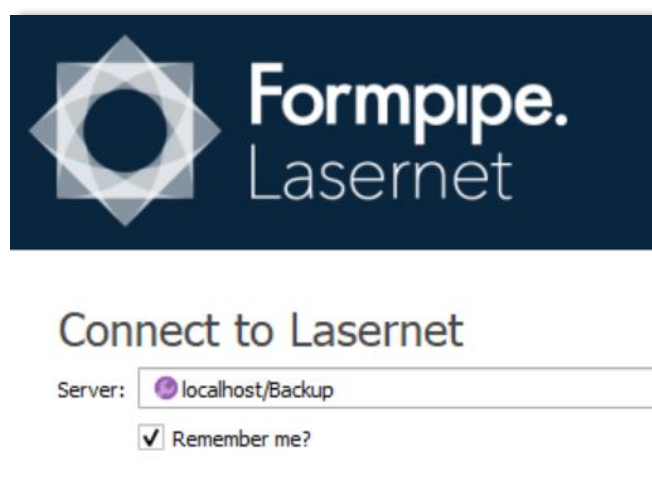 Formpipe.
Lasernet
Connect to Lasernet
Server: localhost/Backup
Remember me?